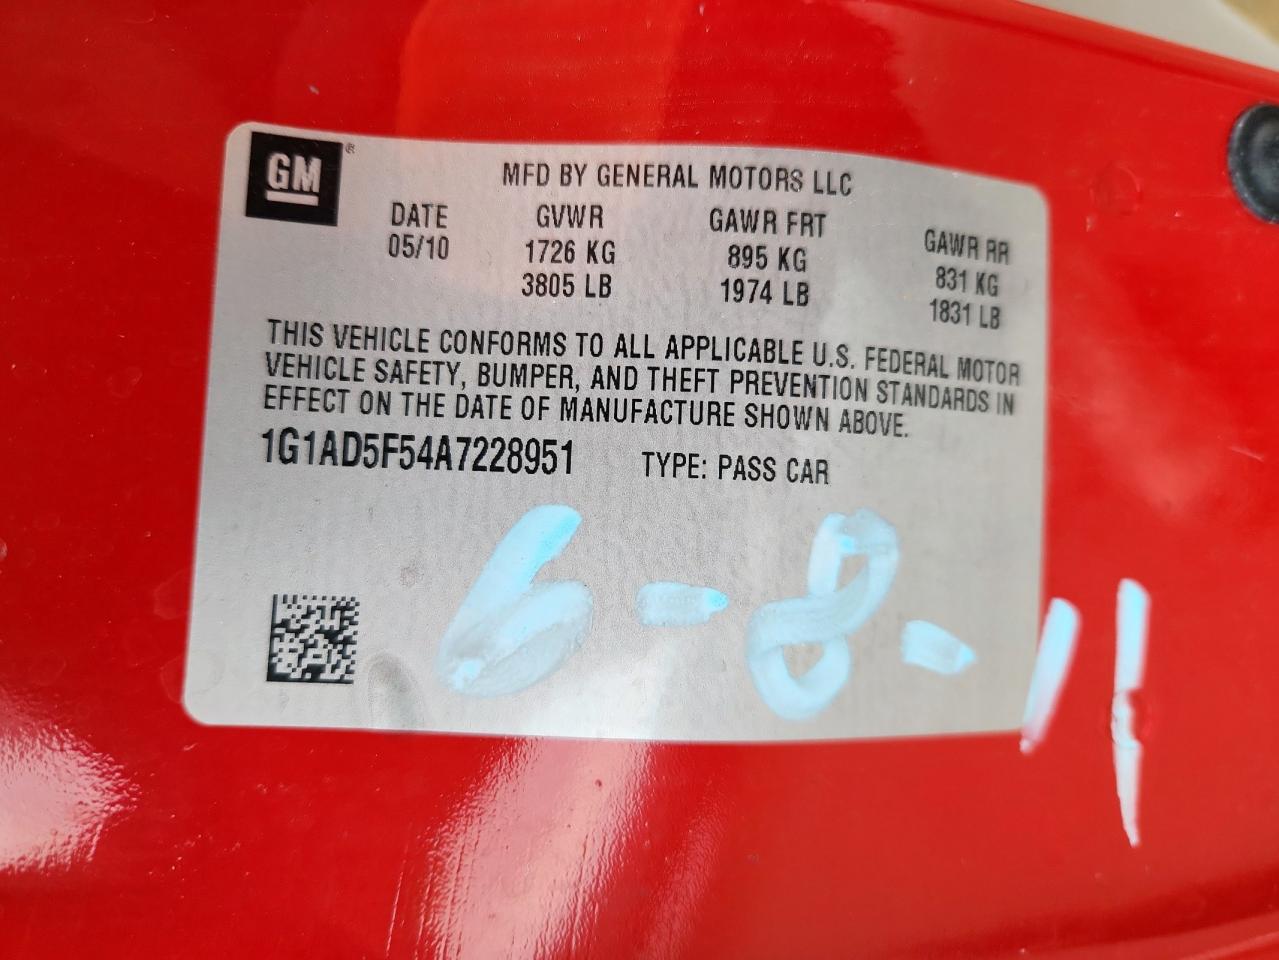 GM®
MFD BY GENERAL MOTORS LLC
DATE GVWR GAWR FRT GAWR RR
05/10 1726 KG 895 KG 831 KG
3805 LB 1974 LB 1831 LB
THIS VEHICLE CONFORMS TO ALL APPLICABLE U.S. FEDERAL MOTOR
VEHICLE SAFETY, BUMPER, AND THEFT PREVENTION STANDARDS IN
EFFECT ON THE DATE OF MANUFACTURE SHOWN ABOVE.
1G1AD5F54A7228951 TYPE: PASS CAR
6-8-11